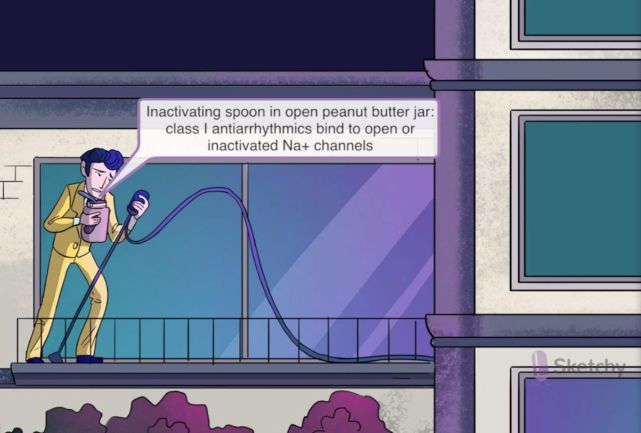 Inactivating spoon in open peanut butter jar:
class I antiarrhythmics bind to open or
inactivated Na+ channels
Sketchy